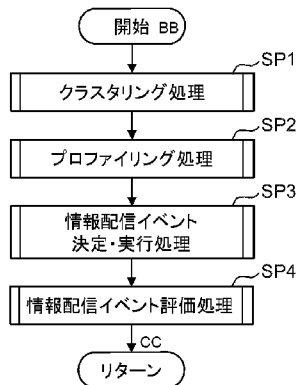 開始 BB
SP1
クラスタリング処理
SP2
プロファイリング処理
SP3
情報配信イベント
決定・実行処理
SP4
情報配信イベント評価処理
CC
リターン